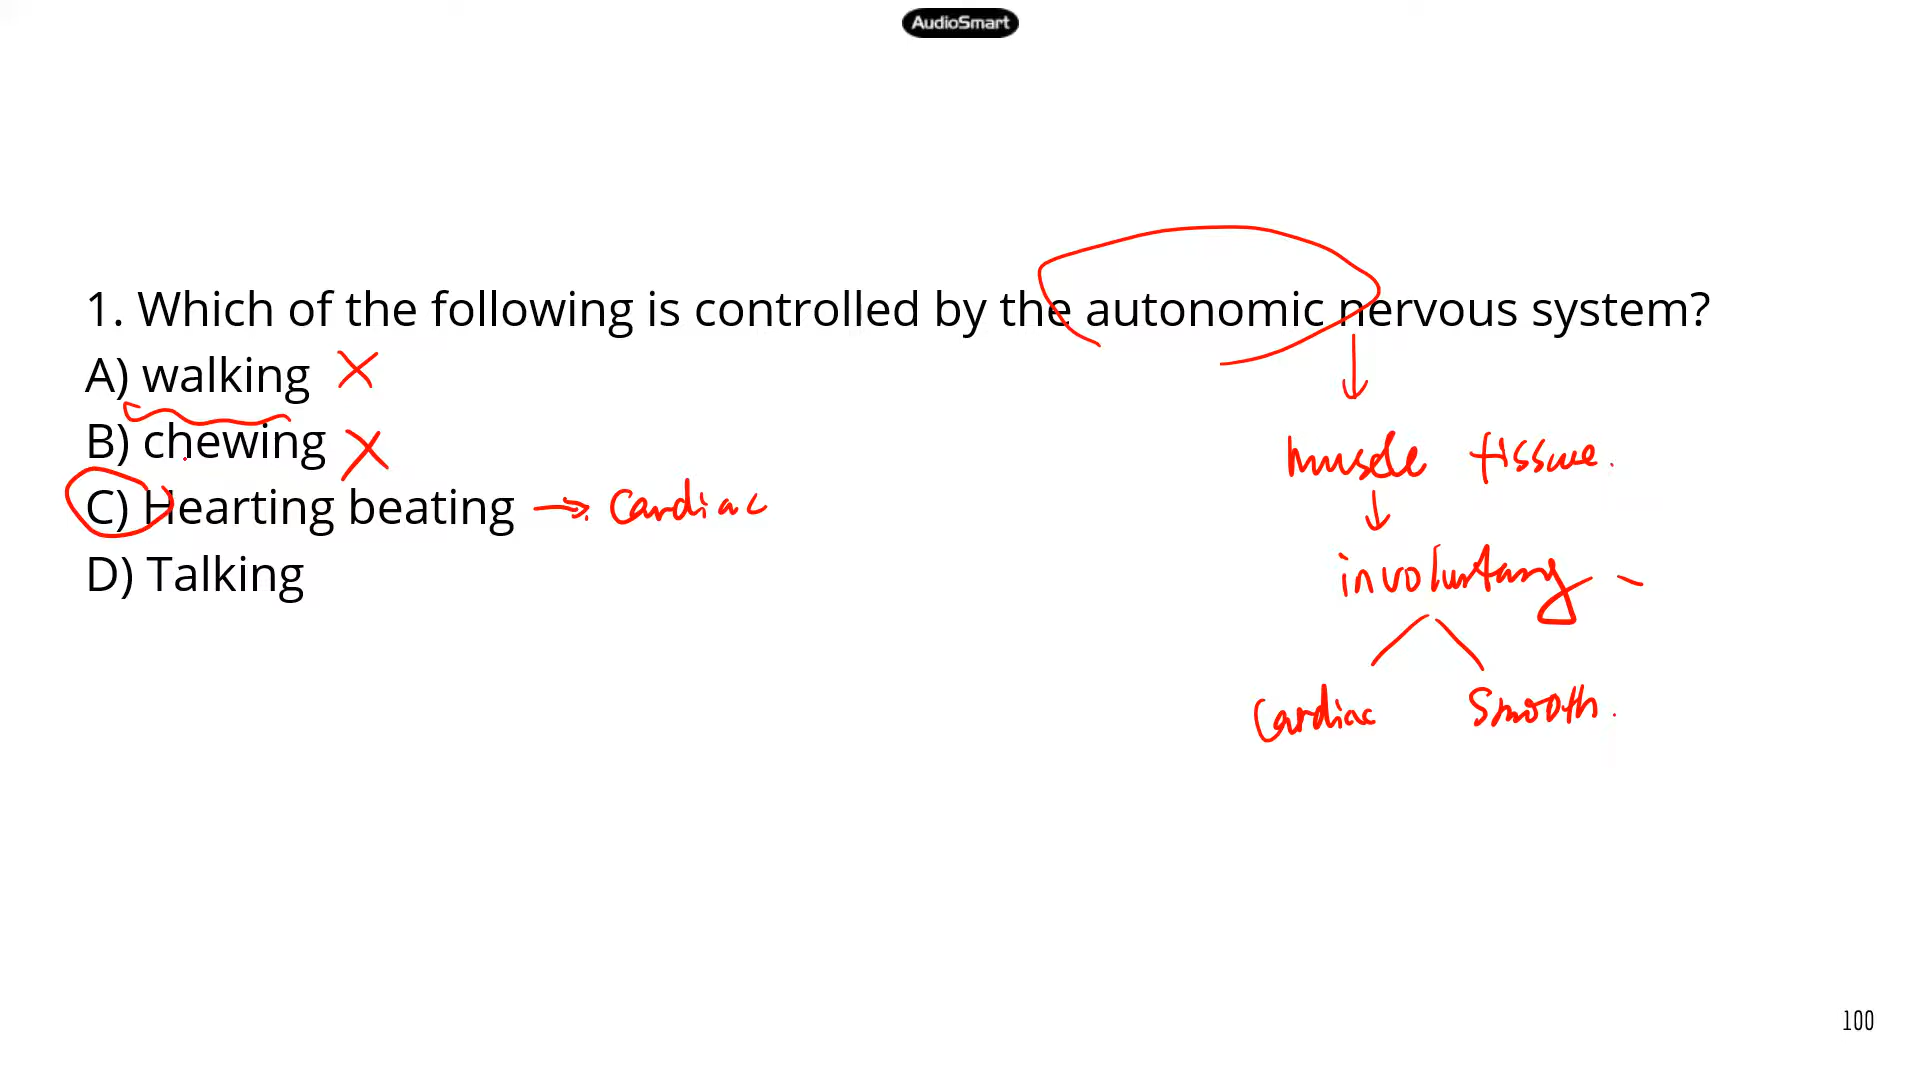 AudioSmart
1. Which of the following is controlled by the autonomic nervous system?
A) walking
B) chewing
C) Hearting beating → cardiac
D) Talking
muscle tissue.
involuntary
Cardiac Smooth.
100